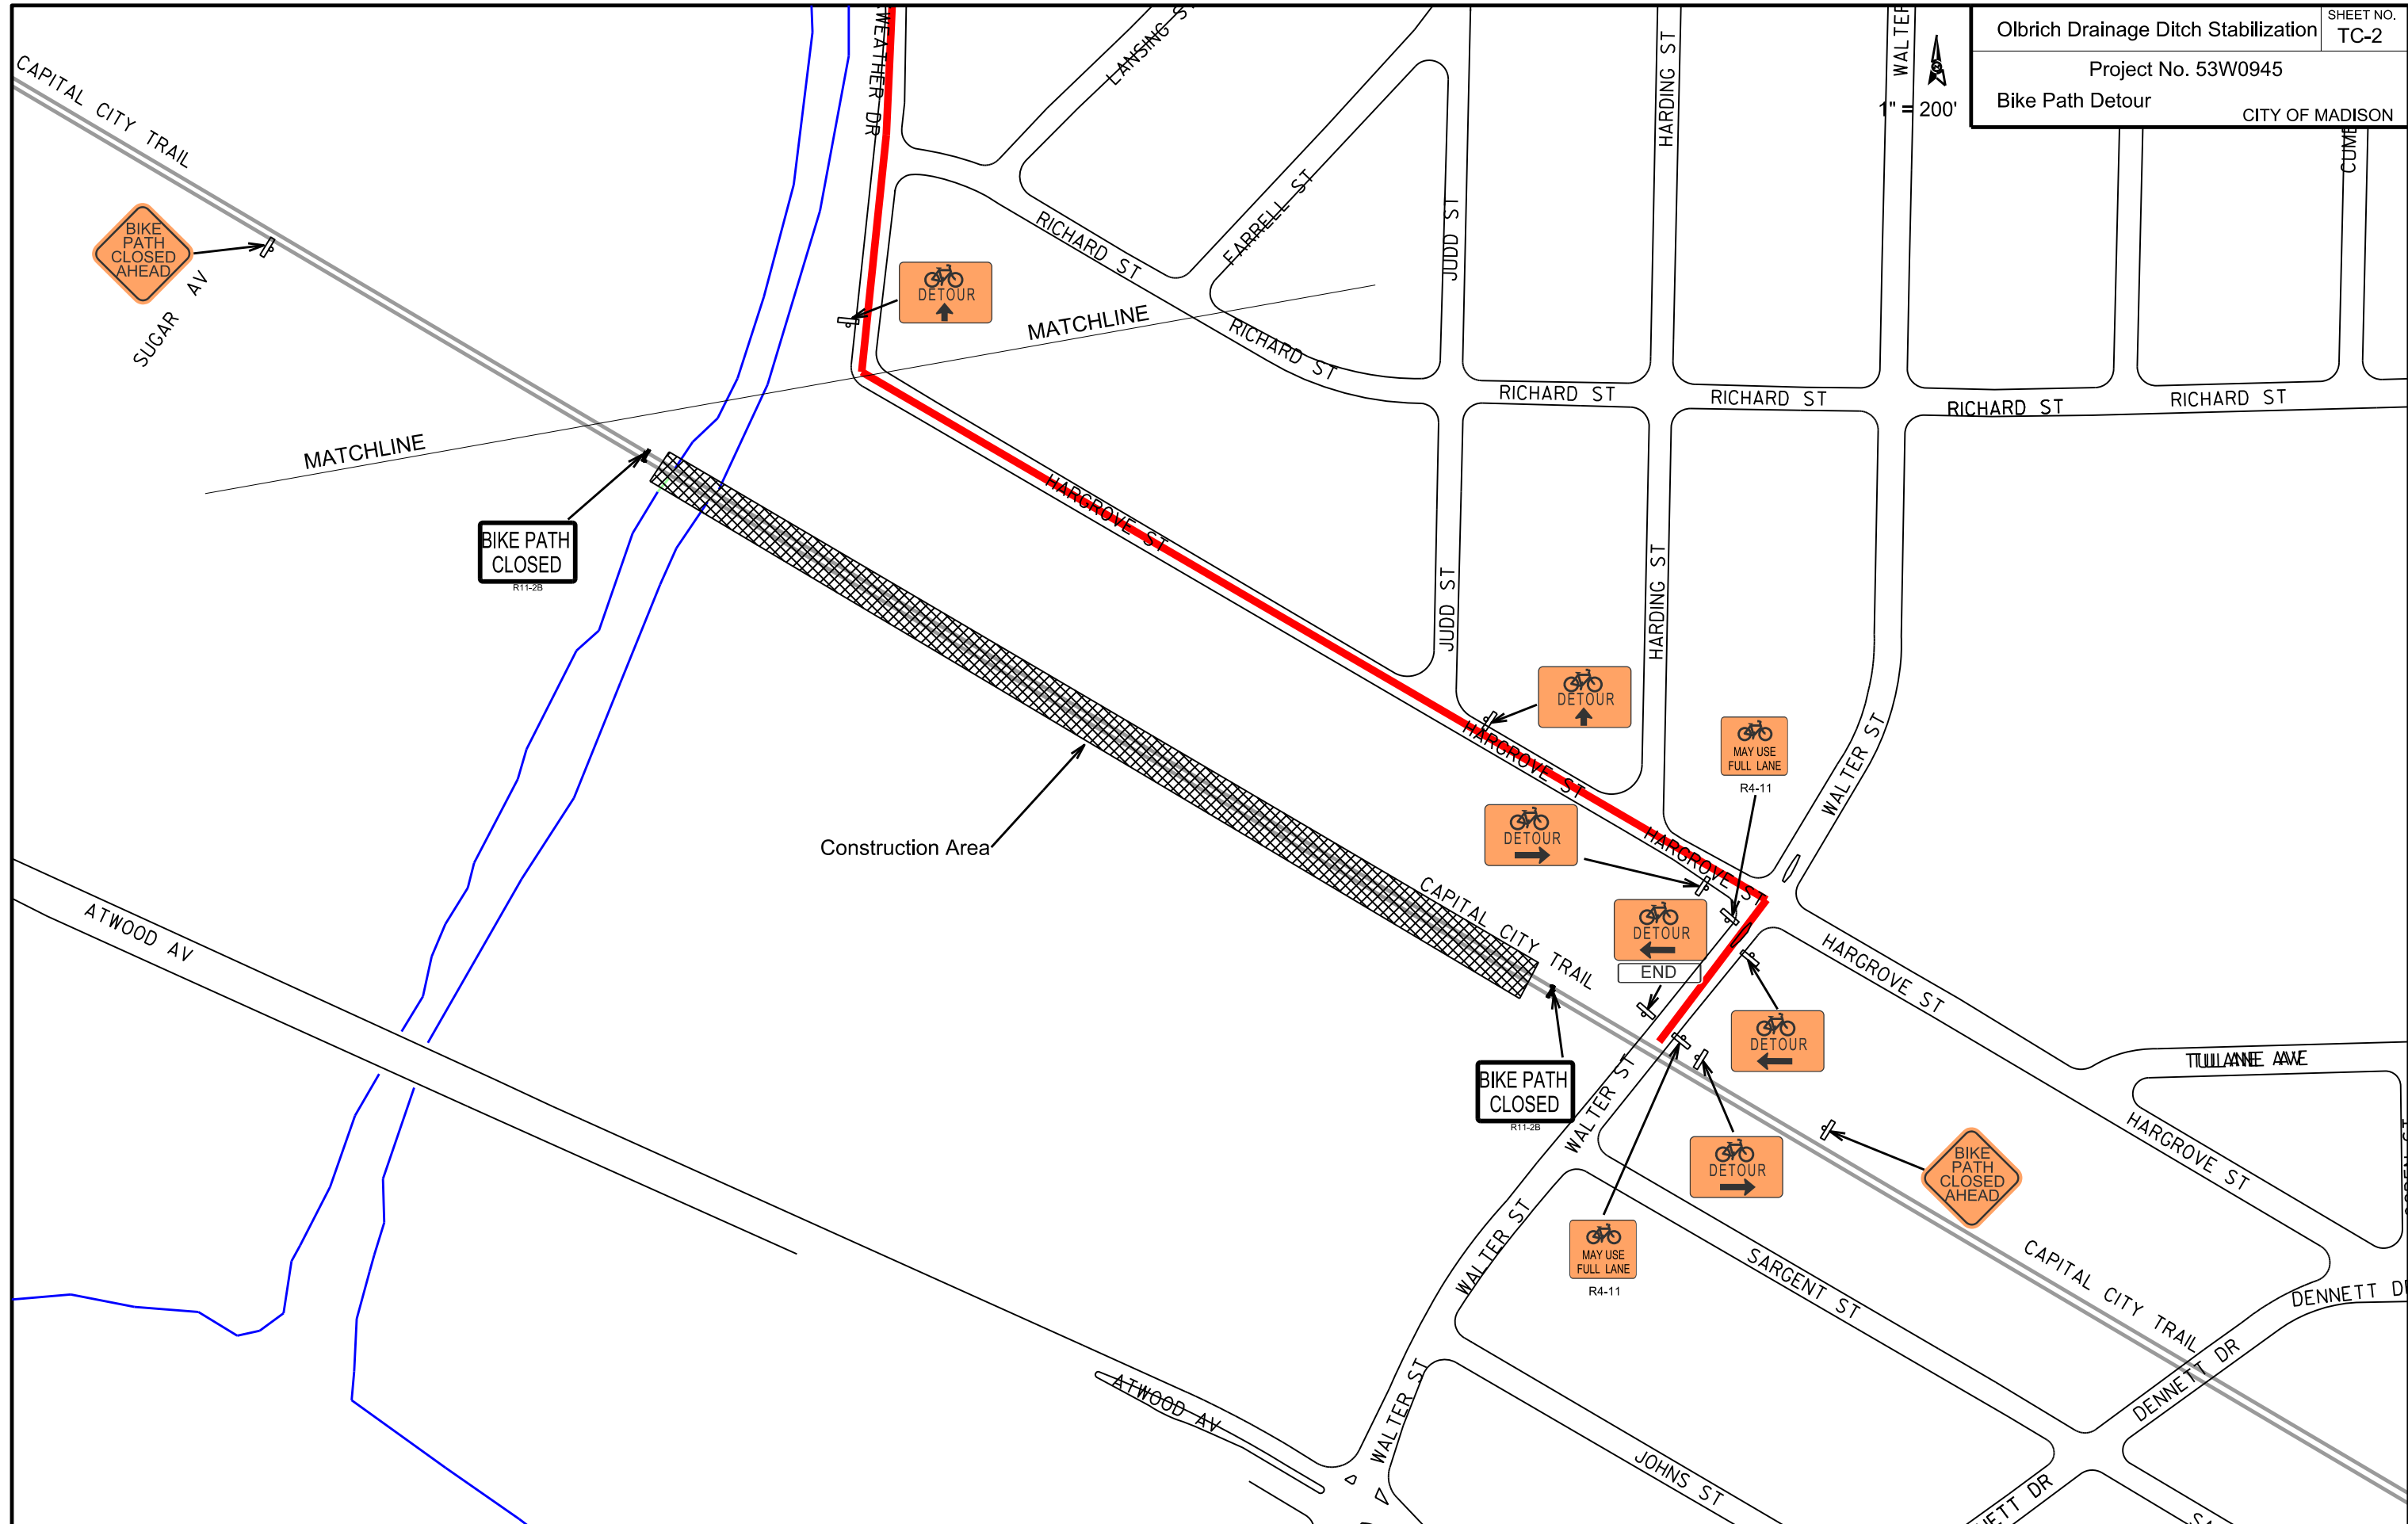 Olbrich Drainage Ditch Stabilization
SHEET NO.
TC-2
Project No. 53W0945
Bike Path Detour
CITY OF MADISON
1" = 200'
CAPITAL CITY TRAIL
WEATHER DR
LANSING ST
HARDING ST
WALTER
CUMB
BIKE
PATH
CLOSED
AHEAD
SUGAR AV
RICHARD ST
FARRELL ST
JUDD ST
DETOUR
MATCHLINE
RICHARD ST
RICHARD ST
RICHARD ST
RICHARD ST
RICHARD ST
MATCHLINE
BIKE PATH
CLOSED
R11-2B
HARGROVE ST
JUDD ST
HARDING ST
DETOUR
HARGROVE ST
MAY USE
FULL LANE
R4-11
WALTER ST
DETOUR
HARGROVE ST
Construction Area
CAPITAL CITY TRAIL
DETOUR
END
HARGROVE ST
ATWOOD AV
DETOUR
TULANE AVE
BIKE PATH
CLOSED
R11-2B
WALTER ST
DETOUR
HARGROVE ST
BIKE
PATH
CLOSED
AHEAD
WALTER ST
MAY USE
FULL LANE
R4-11
SARGENT ST
CAPITAL CITY TRAIL
DENNETT DR
DENNETT DR
ATWOOD AV
WALTER ST
JOHNS ST
NETT DR